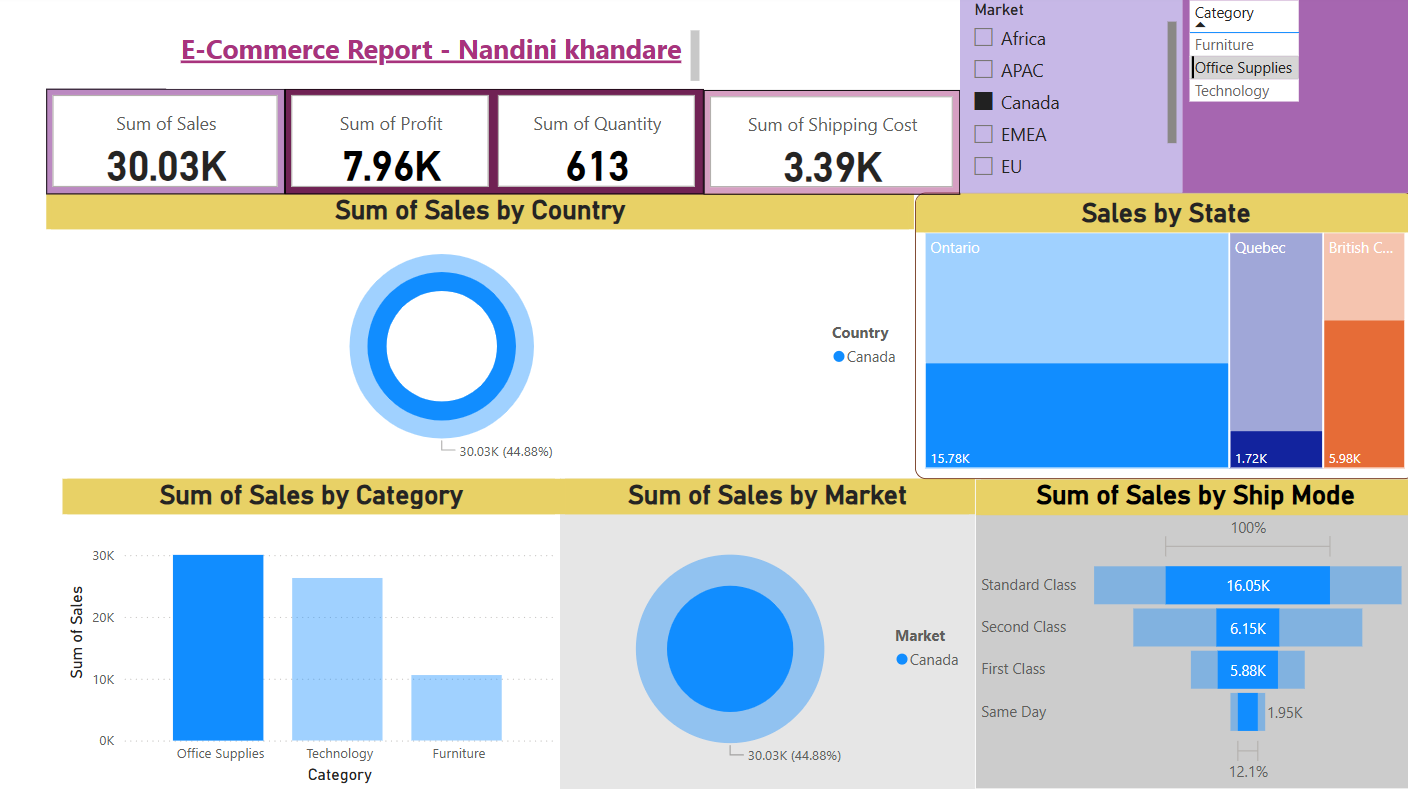 E-Commerce Report - Nandini khandare
Market
Africa
APAC
Canada
EMEA
EU
Category
Furniture
Office Supplies
Technology
Sum of Sales
30.03K
Sum of Profit
7.96K
Sum of Quantity
613
Sum of Shipping Cost
3.39K
Sum of Sales by Country
Country
Canada
30.03K (44.88%)
Sales by State
Ontario
Quebec
British C...
15.78K
1.72K
5.98K
Sum of Sales by Category
Sum of Sales
30K
20K
10K
0K
Office Supplies
Technology
Furniture
Category
Sum of Sales by Market
Market
Canada
30.03K (44.88%)
Sum of Sales by Ship Mode
100%
Standard Class
16.05K
Second Class
6.15K
First Class
5.88K
Same Day
1.95K
12.1%